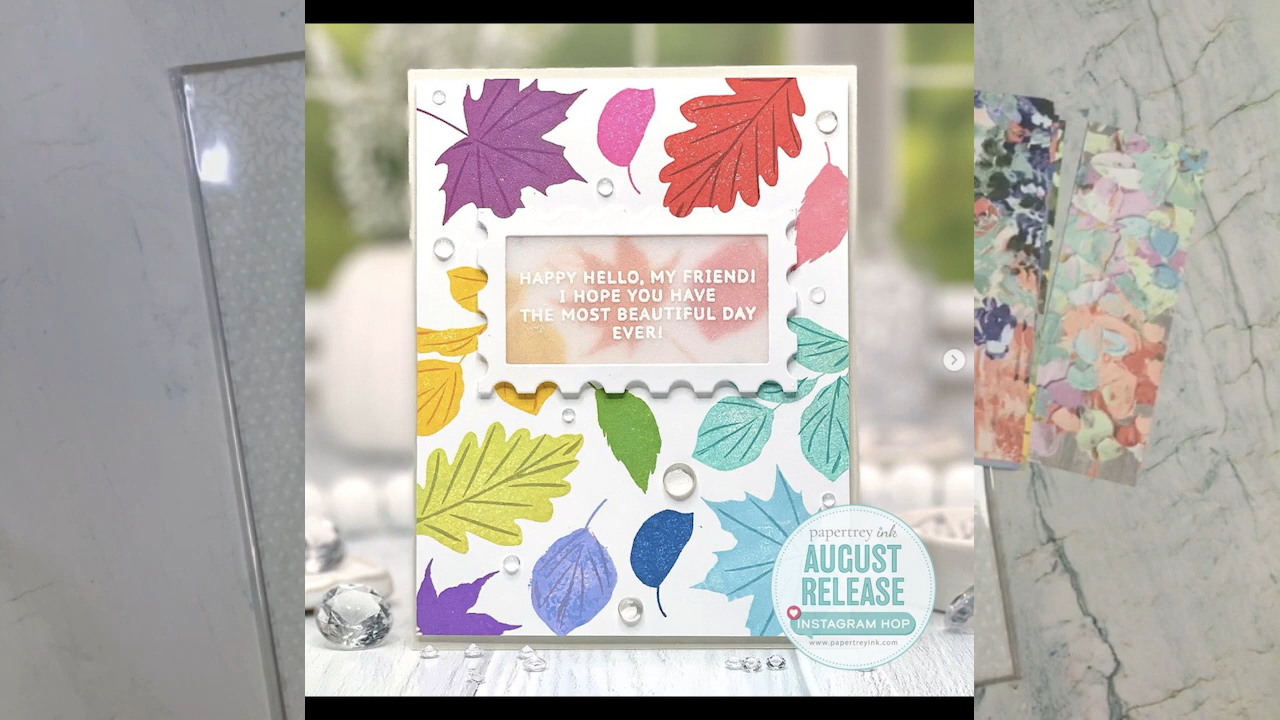 HAPPY HELLO, MY FRIEND!
I HOPE YOU HAVE
THE MOST BEAUTIFUL DAY
EVER!
papertrey ink
AUGUST
RELEASE
INSTAGRAM HOP
www.papertreyink.com